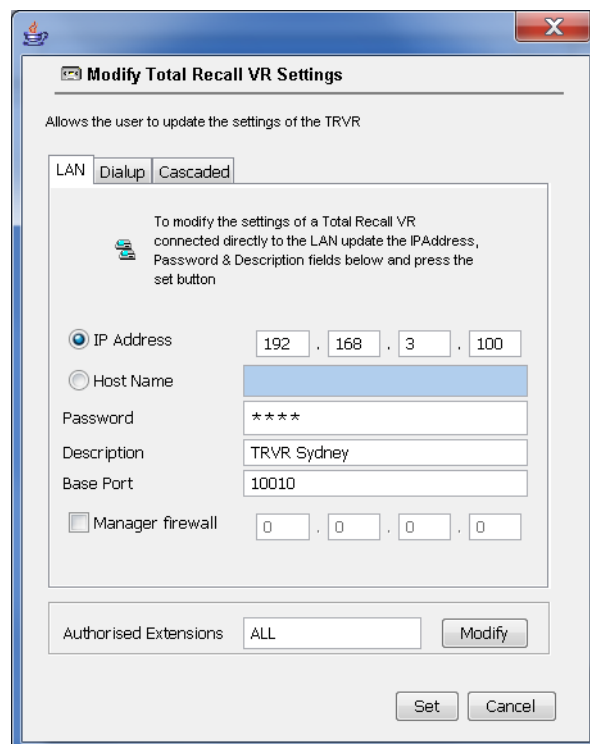 X
Modify Total Recall VR Settings
Allows the user to update the settings of the TRVR
LAN Dialup Cascaded
To modify the settings of a Total Recall VR
connected directly to the LAN update the IPAddress,
Password & Description fields below and press the
set button
IP Address 192 . 168 . 3 . 100
Host Name
Password ****
Description TRVR Sydney
Base Port 10010
Manager firewall 0 . 0 . 0 . 0
Authorised Extensions ALL Modify
Set Cancel